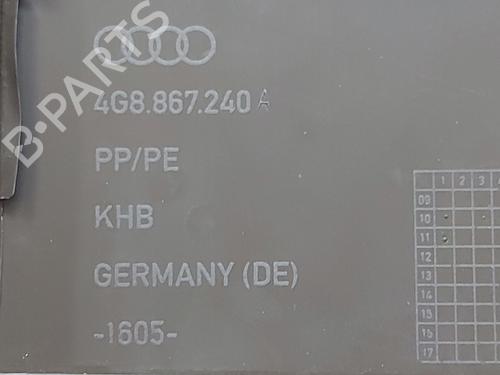 B-PARTS
4G8.867.240 A
PP/PE
KHB
GERMANY (DE)
-1605-
1 2 3
09
10
11
12
13
14
15
16
17